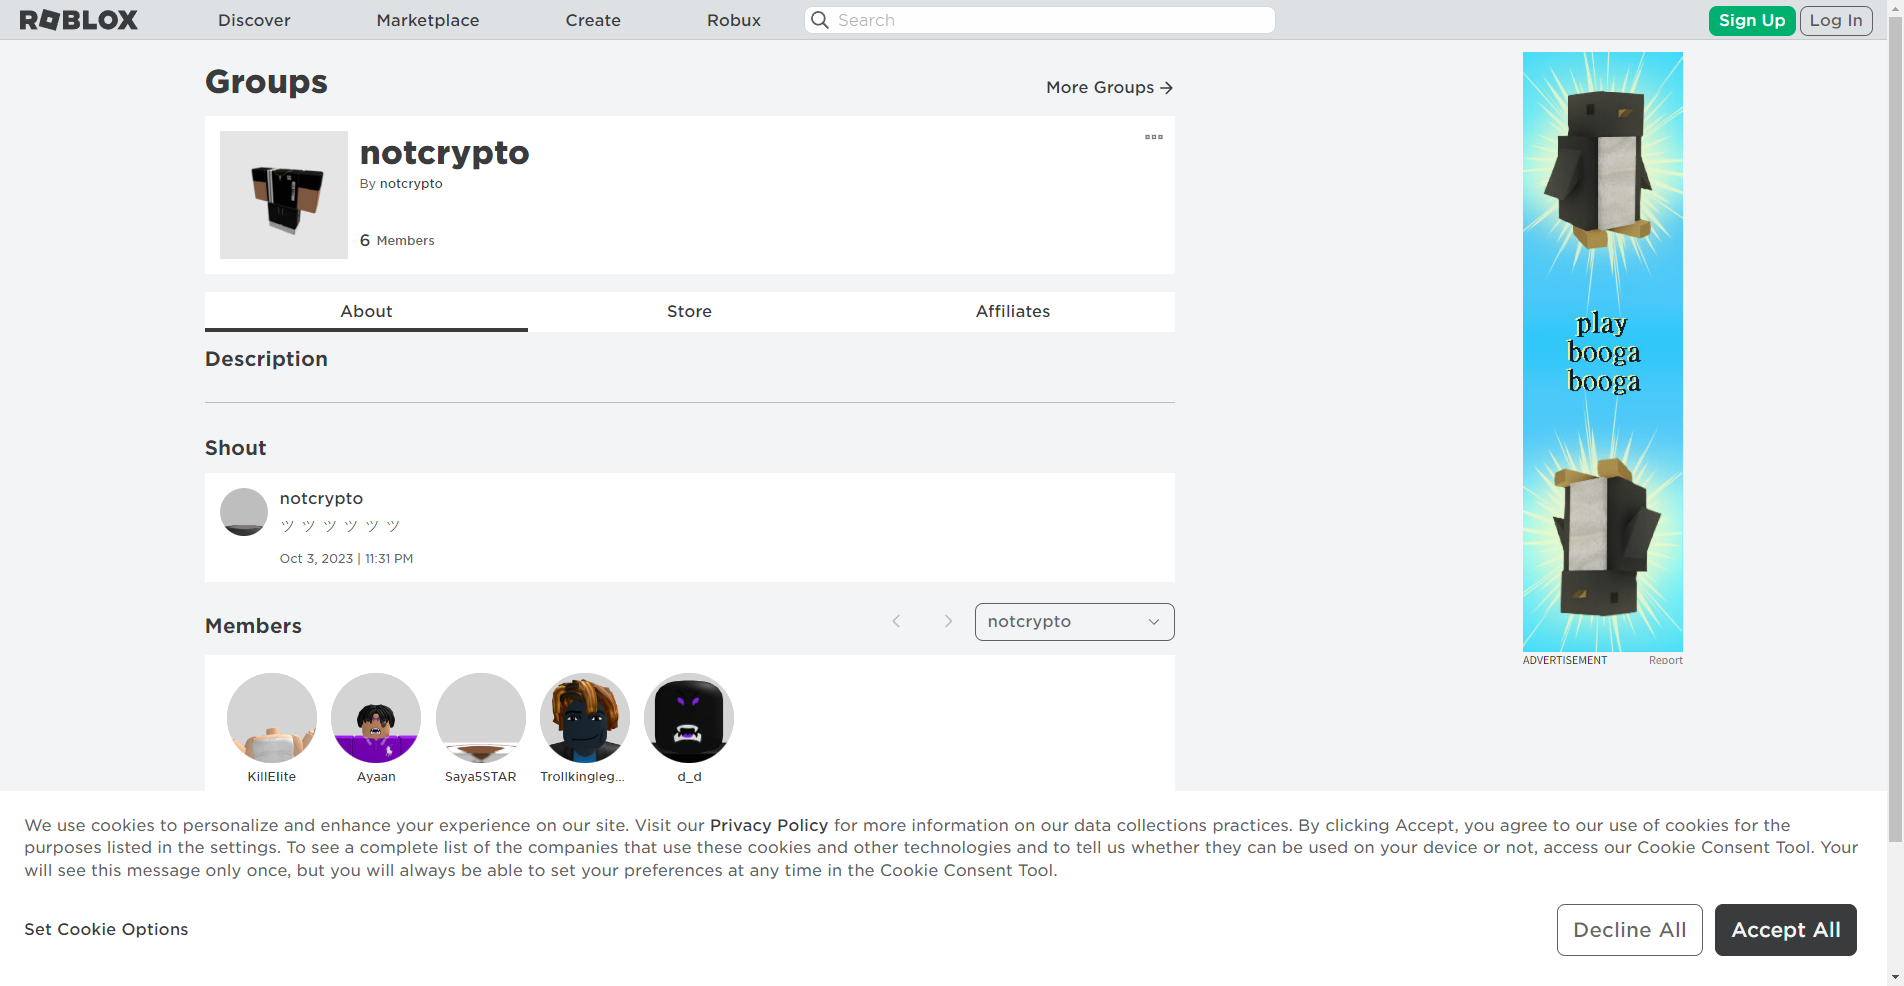 ROBLOX
Discover
Marketplace
Create
Robux
Search
Sign Up
Log In
Groups
More Groups
notcrypto
By notcrypto
6 Members
About
Store
Affiliates
Description
Shout
notcrypto
ツ ツ ツ ツ ツ ツ
Oct 3, 2023 | 11:31 PM
Members
notcrypto
KillElite
Ayaan
Saya5STAR
Trollkingleg...
d_d
play
booga
booga
ADVERTISEMENT
Report
We use cookies to personalize and enhance your experience on our site. Visit our Privacy Policy for more information on our data collections practices. By clicking Accept, you agree to our use of cookies for the
purposes listed in the settings. To see a complete list of the companies that use these cookies and other technologies and to tell us whether they can be used on your device or not, access our Cookie Consent Tool. Your
will see this message only once, but you will always be able to set your preferences at any time in the Cookie Consent Tool.
Set Cookie Options
Decline All
Accept All